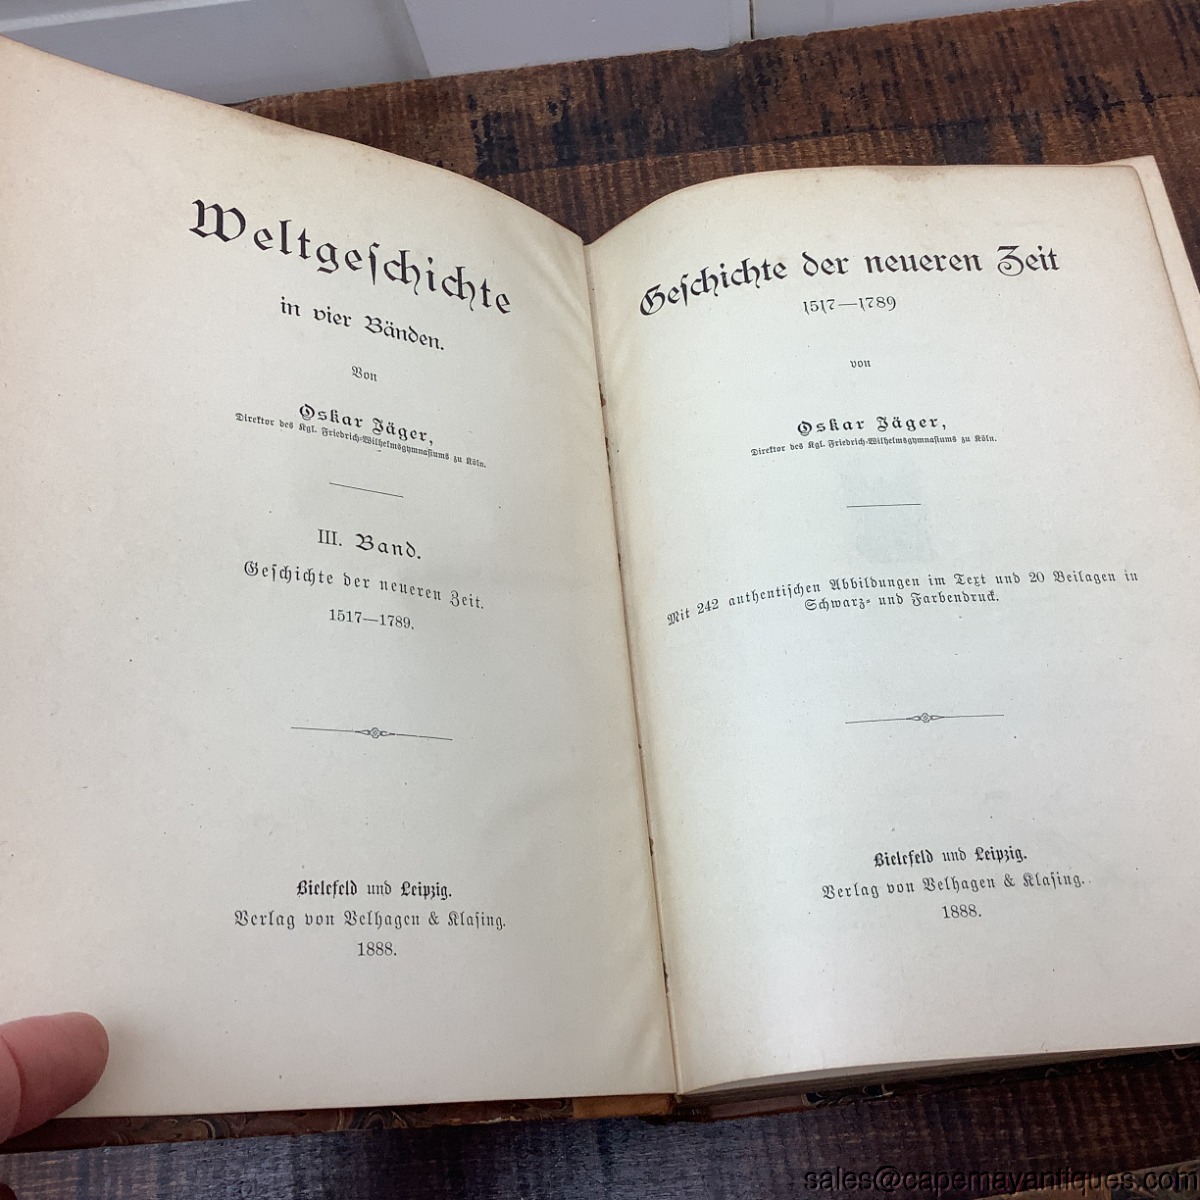 Weltgeschichte
in vier Bänden.
Von
Oskar Jäger,
Direktor des Kgl. Friedrich-Wilhelmsgymnasiums zu Köln.
III. Band.
Geschichte der neueren Zeit.
1517—1789.
Bielefeld und Leipzig.
Verlag von Velhagen & Klasing.
1888.
Geschichte der neueren Zeit
1517—1789
von
Oskar Jäger,
Direktor des Kgl. Friedrich-Wilhelmsgymnasiums zu Köln.
Mit 242 authentischen Abbildungen im Text und 20 Beilagen in
Schwarz- und Farbendruck.
Bielefeld und Leipzig.
Verlag von Velhagen & Klasing.
1888.
sales@capemayantiques.com